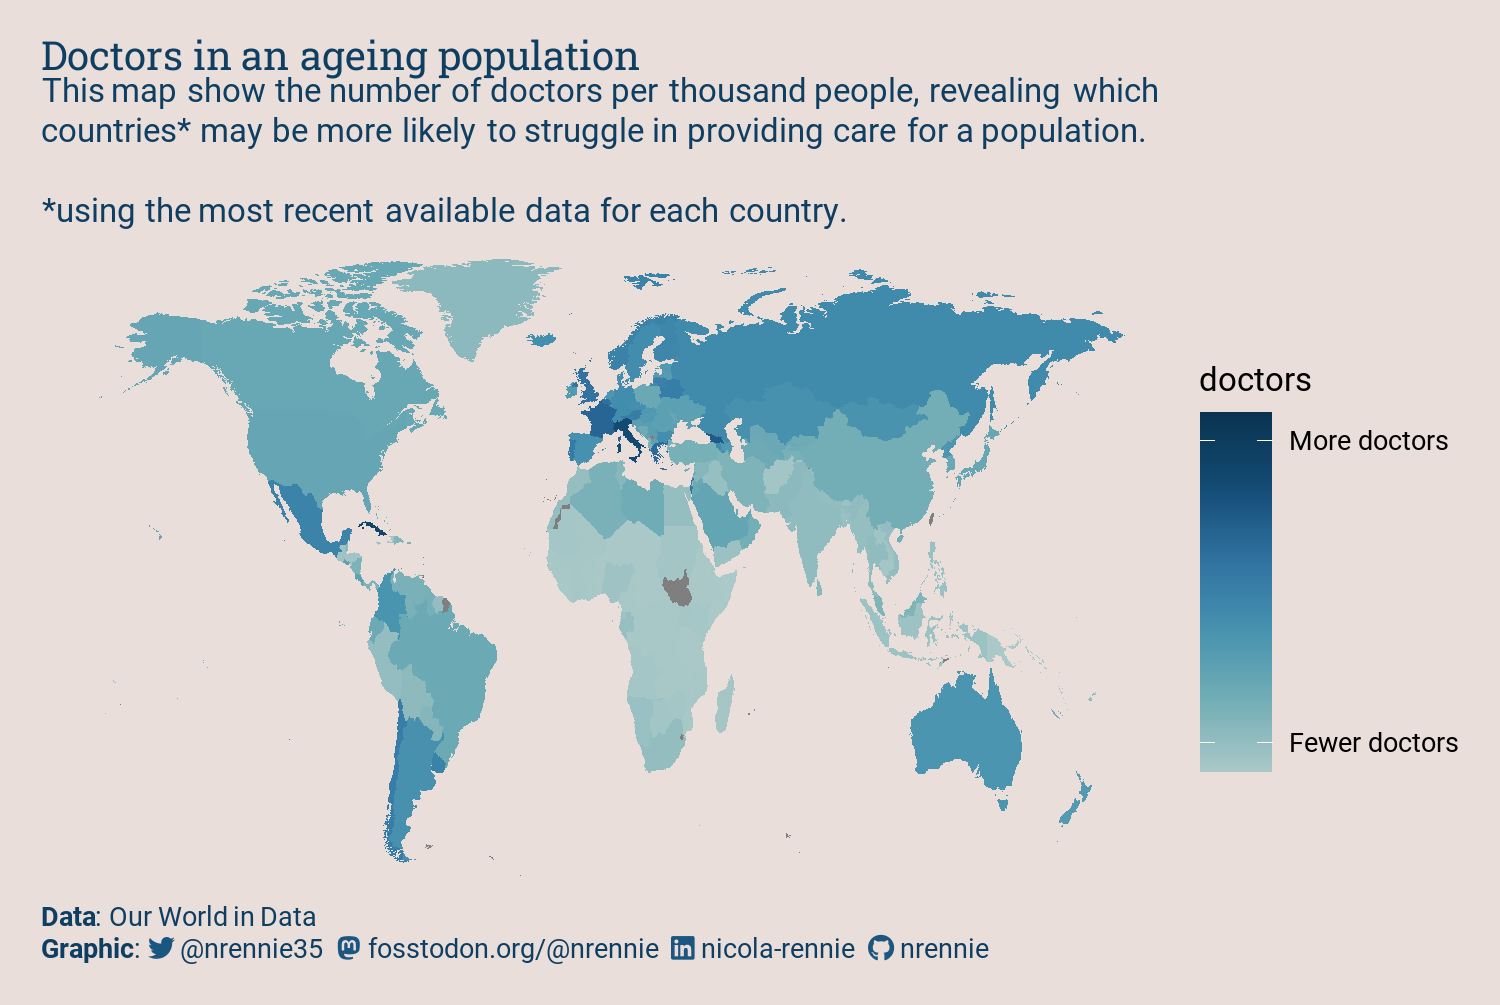 Doctors in an ageing population
This map show the number of doctors per thousand people, revealing which
countries* may be more likely to struggle in providing care for a population.
*using the most recent available data for each country.
doctors
More doctors
Fewer doctors
Data: Our World in Data
Graphic: @nrennie35 fosstodon.org/@nrennie nicola-rennie nrennie